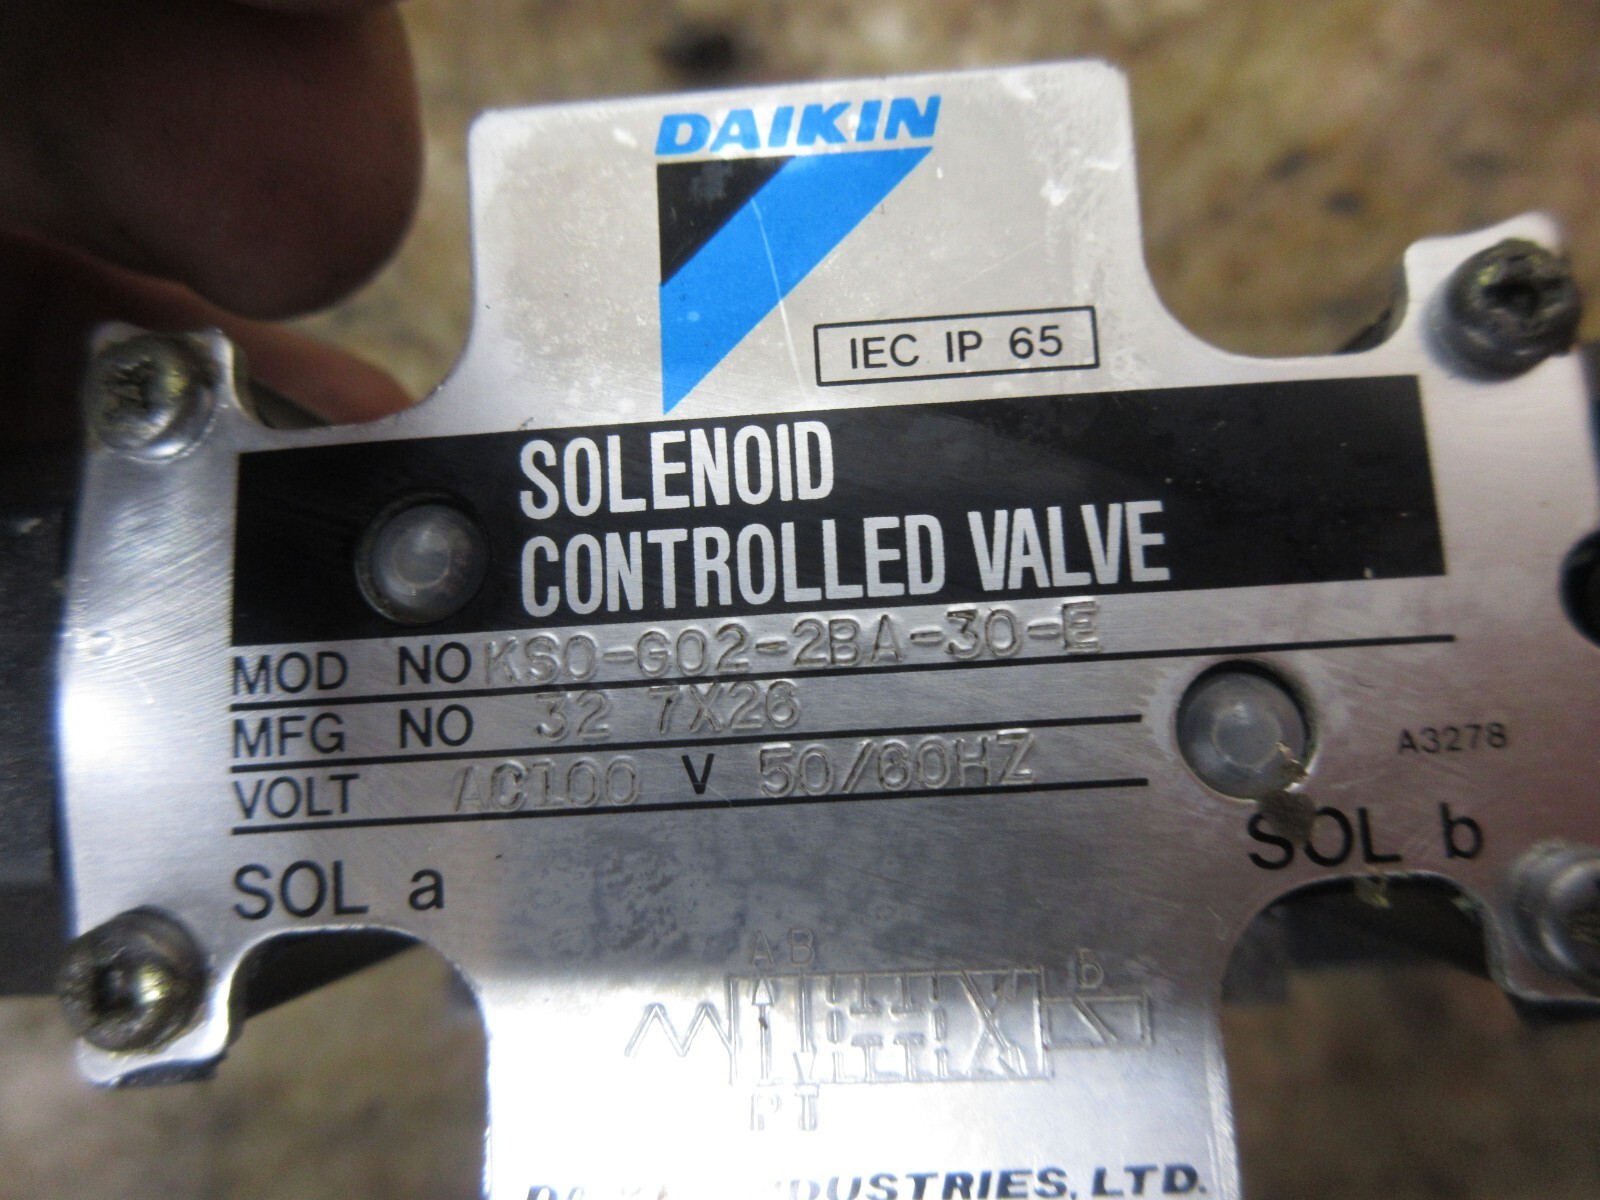 DAIKIN
IEC IP 65
SOLENOID
CONTROLLED VALVE
MOD NO KSO-G02-2BA-30-E
MFG NO 32 7X26
VOLT AC100 V 50/60HZ
A3278
SOL a
SOL b
A B
b
P T
INDUSTRIES, LTD.